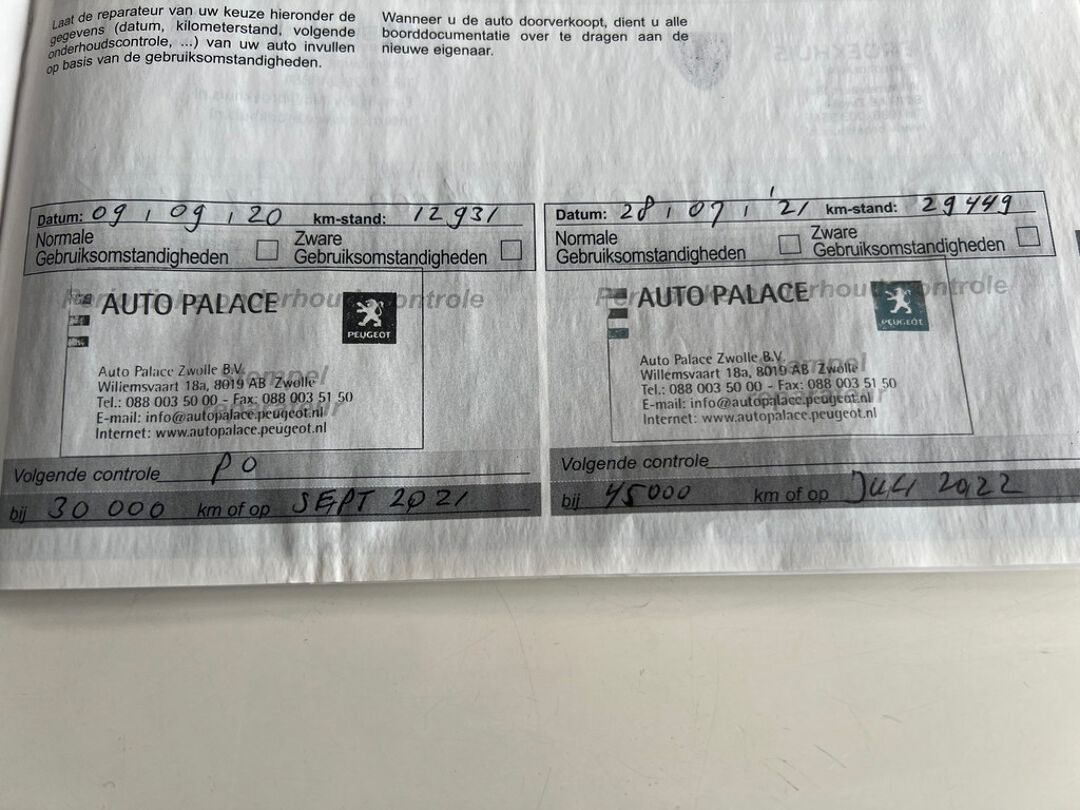 Laat de reparateur van uw keuze hieronder de
gegevens (datum, kilometerstand, volgende
onderhoudscontrole, ...) van uw auto invullen
op basis van de gebruiksomstandigheden.
Wanneer u de auto doorverkoopt, dient u alle
boorddocumentatie over te dragen aan de
nieuwe eigenaar.
Datum: 09 / 09 / 20 km-stand: 12931
Normale
Gebruiksomstandigheden
Zware
Gebruiksomstandigheden
AUTO PALACE
PEUGEOT
Auto Palace Zwolle B.V.
Willemsvaart 18a, 8019 AB Zwolle
Tel.: 088 003 50 00 - Fax: 088 003 51 50
E-mail: info@autopalace.peugeot.nl
Internet: www.autopalace.peugeot.nl
Volgende controle PO
bij 30 000 km of op SEPT 2021
Datum: 28 / 07 / '21 km-stand: 29449
Normale
Gebruiksomstandigheden
Zware
Gebruiksomstandigheden
AUTO PALACE
PEUGEOT
Auto Palace Zwolle B.V.
Willemsvaart 18a, 8019 AB Zwolle
Tel.: 088 003 50 00 - Fax: 088 003 51 50
E-mail: info@autopalace.peugeot.nl
Internet: www.autopalace.peugeot.nl
Volgende controle
bij 45000 km of op JULI 2022